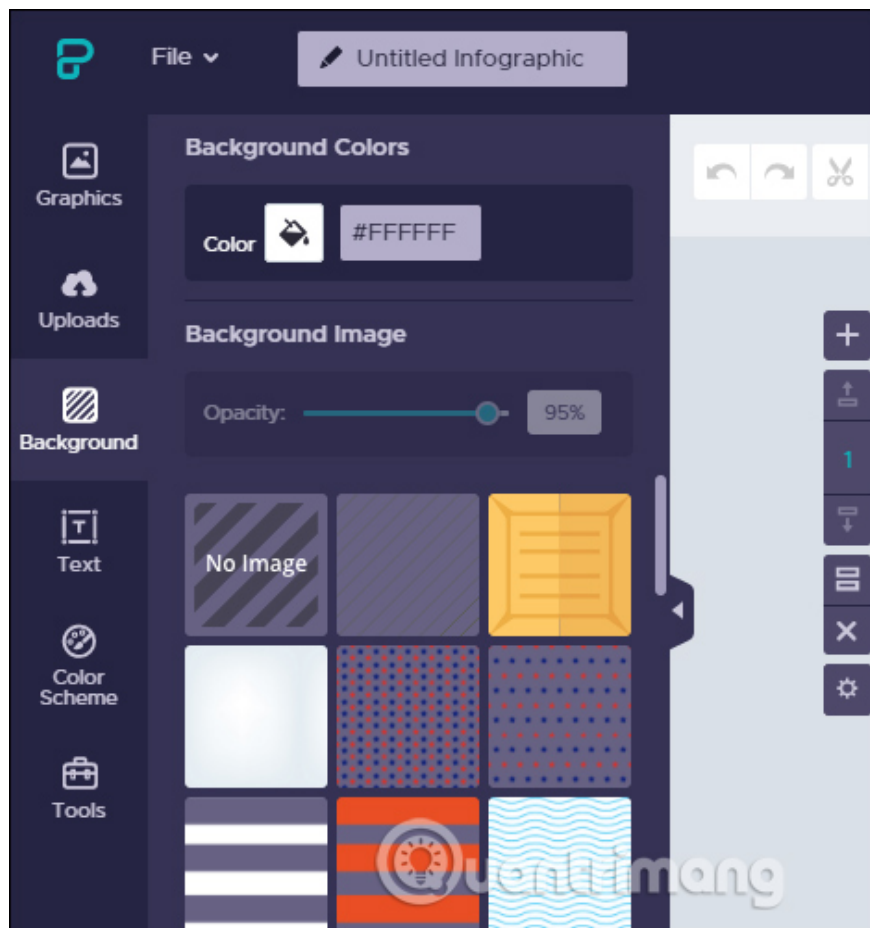 File
Untitled Infographic
Graphics
Uploads
Background
Text
Color
Scheme
Tools
Background Colors
Color
#FFFFFF
Background Image
Opacity:
95%
No Image
1
Quantrimang